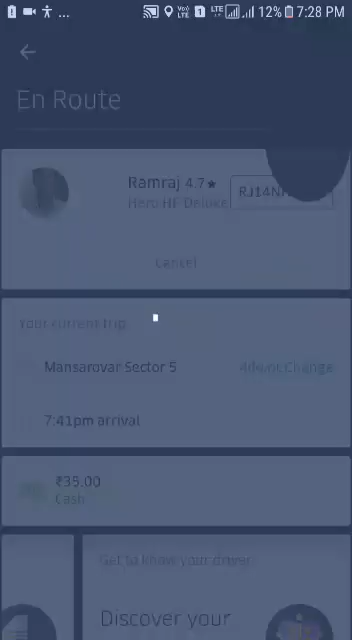 ... 12% 7:28 PM
En Route
Ramraj 4.7★
Hero HF Deluxe
Cancel
Your current trip
Mansarovar Sector 5
Change
7:41pm arrival
₹35.00
Cash
Get to know your driver
Discover your